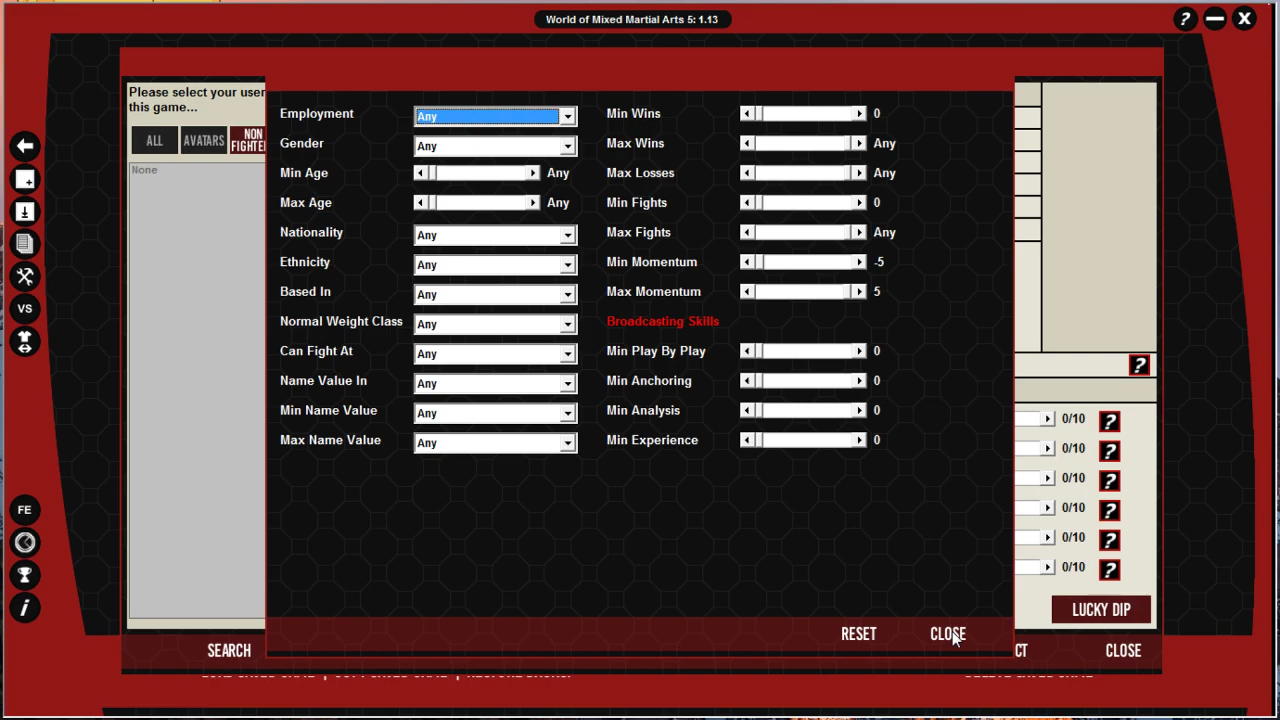 World of Mixed Martial Arts 5: 1.13
?
X
Please select your user
this game...
ALL
AVATARS
NON
FIGHTE
None
VS
FE
i
Employment Any
Gender Any
Min Age Any
Max Age Any
Nationality Any
Ethnicity Any
Based In Any
Normal Weight Class Any
Can Fight At Any
Name Value In Any
Min Name Value Any
Max Name Value Any
Min Wins 0
Max Wins Any
Max Losses Any
Min Fights 0
Max Fights Any
Min Momentum -5
Max Momentum 5
Broadcasting Skills
Min Play By Play 0
Min Anchoring 0
Min Analysis 0
Min Experience 0
RESET
CLOSE
?
0/10 ?
0/10 ?
0/10 ?
0/10 ?
0/10 ?
0/10 ?
LUCKY DIP
SEARCH
CT
CLOSE